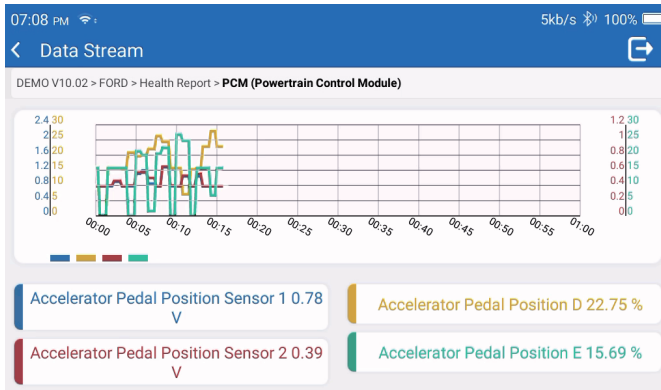 07:08 PM
5kb/s 100%
Data Stream
DEMO V10.02 > FORD > Health Report > PCM (Powertrain Control Module)
2.4 30 1.2 30
2 25 1 25
1.6 20 0.8 20
1.2 15 0.6 15
0.8 10 0.4 10
0.4 5 0.2 5
0 0 0 0
00:00 00:05 00:10 00:15 00:20 00:25 00:30 00:35 00:40 00:45 00:50 00:55 01:00
Accelerator Pedal Position Sensor 1 0.78
V
Accelerator Pedal Position D 22.75 %
Accelerator Pedal Position Sensor 2 0.39
V
Accelerator Pedal Position E 15.69 %